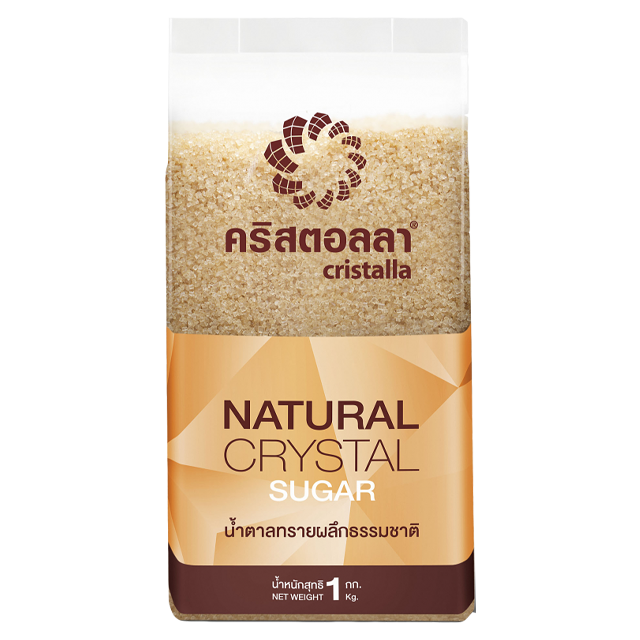 คริสตอลลา®
cristalla
NATURAL
CRYSTAL
SUGAR
น้ำตาลทรายผลึกธรรมชาติ
น้ำหนักสุทธิ 1 กก.
NET WEIGHT 1 Kg.